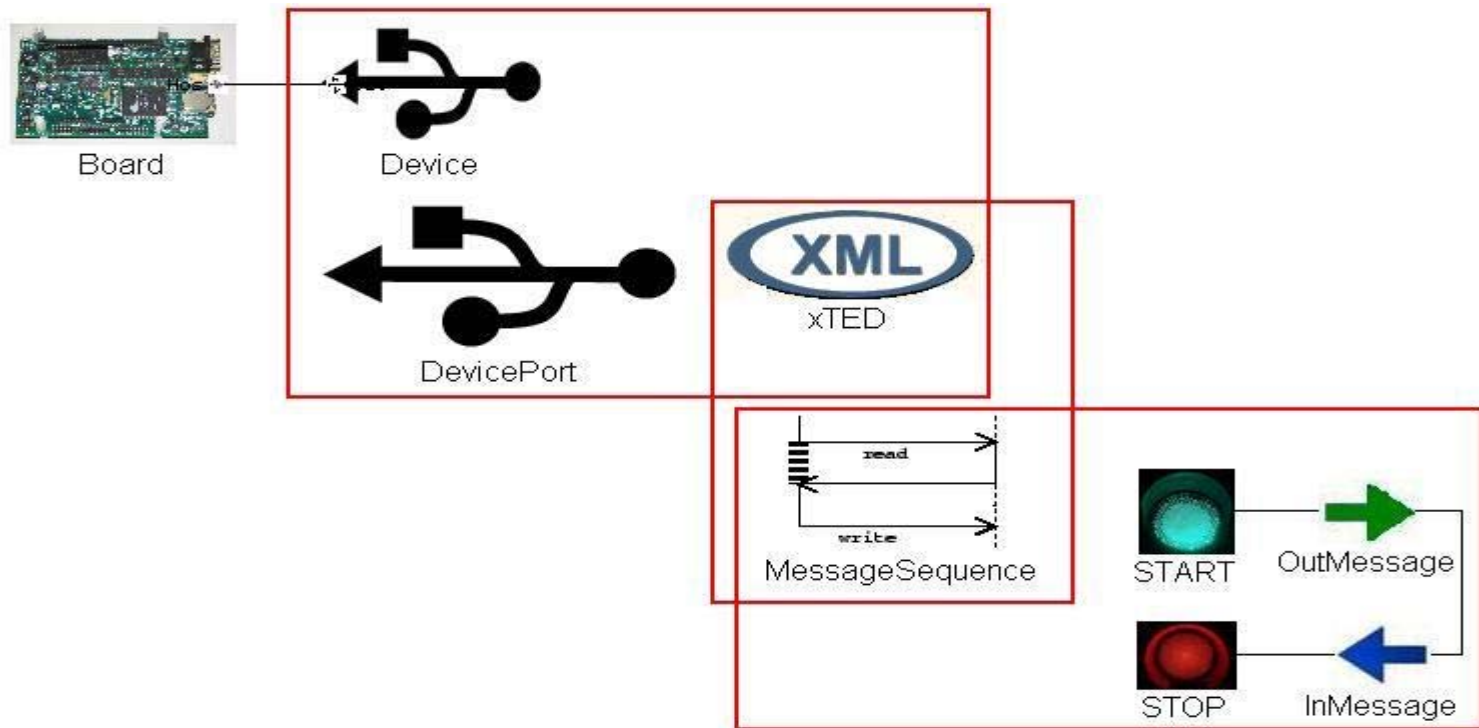 Board
Device
DevicePort
XML
xTED
read
write
MessageSequence
START
OutMessage
STOP
InMessage